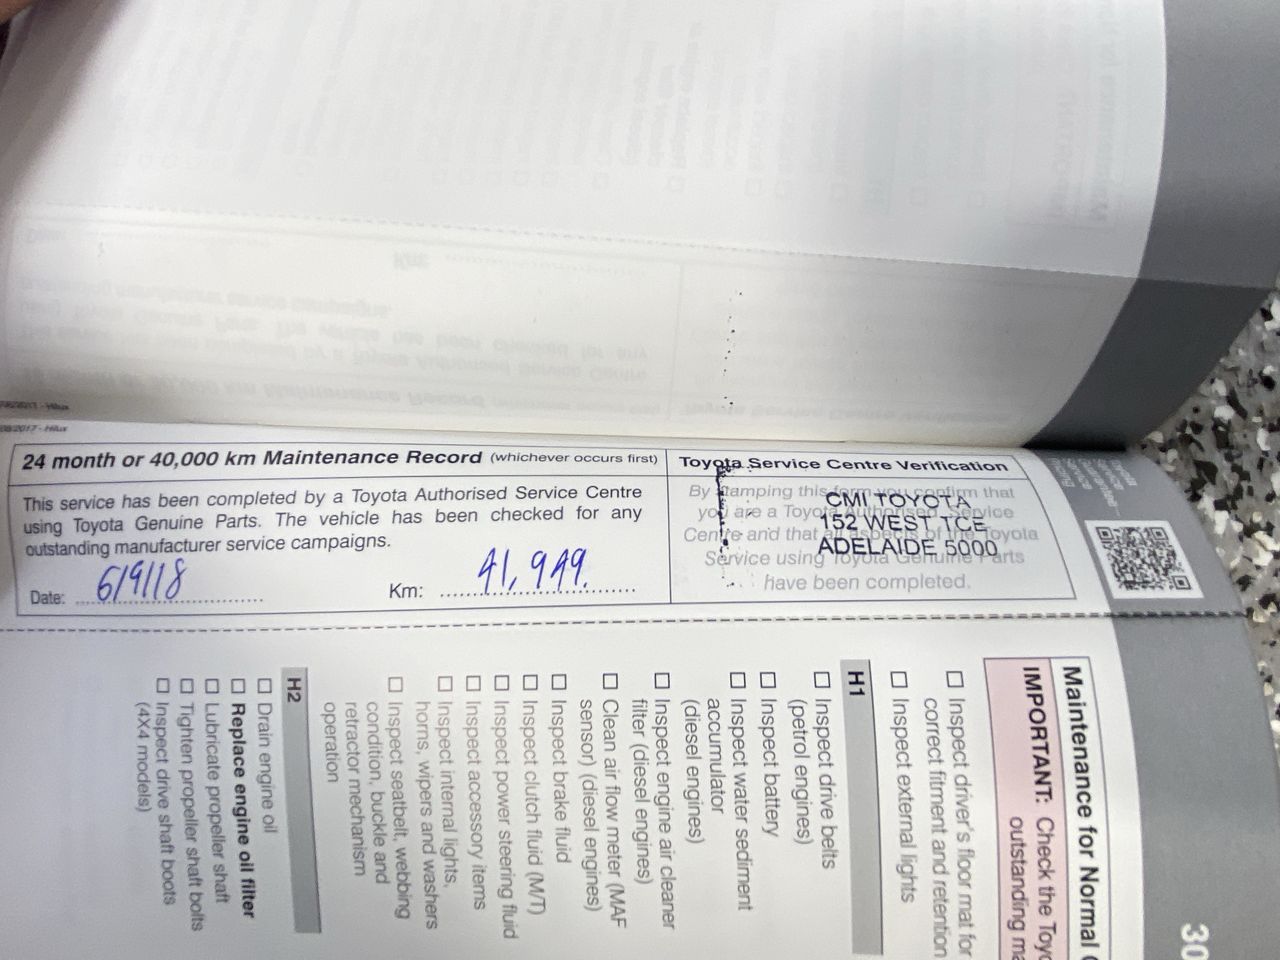 08/2017 - Hilux
24 month or 40,000 km Maintenance Record (whichever occurs first)
This service has been completed by a Toyota Authorised Service Centre
using Toyota Genuine Parts. The vehicle has been checked for any
outstanding manufacturer service campaigns.
Date: 6/9/18
Km: 41,949.
Toyota Service Centre Verification
By stamping this form you confirm that
you are a Toyota Authorised Service
Centre and that all aspects of the Toyota
Service using Toyota Genuine Parts
have been completed.
CMI TOYOTA
152 WEST TCE
ADELAIDE 5000
30
Maintenance for Normal
IMPORTANT: Check the
outstanding
Inspect driver's floor mat for
correct fitment and retention
Inspect external lights
H1
Inspect drive belts
(petrol engines)
Inspect battery
Inspect water sediment
accumulator
(diesel engines)
Inspect engine air cleaner
filter (diesel engines)
Clean air flow meter (MAF
sensor) (diesel engines)
Inspect brake fluid
Inspect clutch fluid (M/T)
Inspect power steering fluid
Inspect accessory items
Inspect internal lights,
horns, wipers and washers
Inspect seatbelt, webbing
condition, buckle and
retractor mechanism
operation
H2
Drain engine oil
Replace engine oil filter
Lubricate propeller shaft
Tighten propeller shaft bolts
Inspect drive shaft boots
(4X4 models)